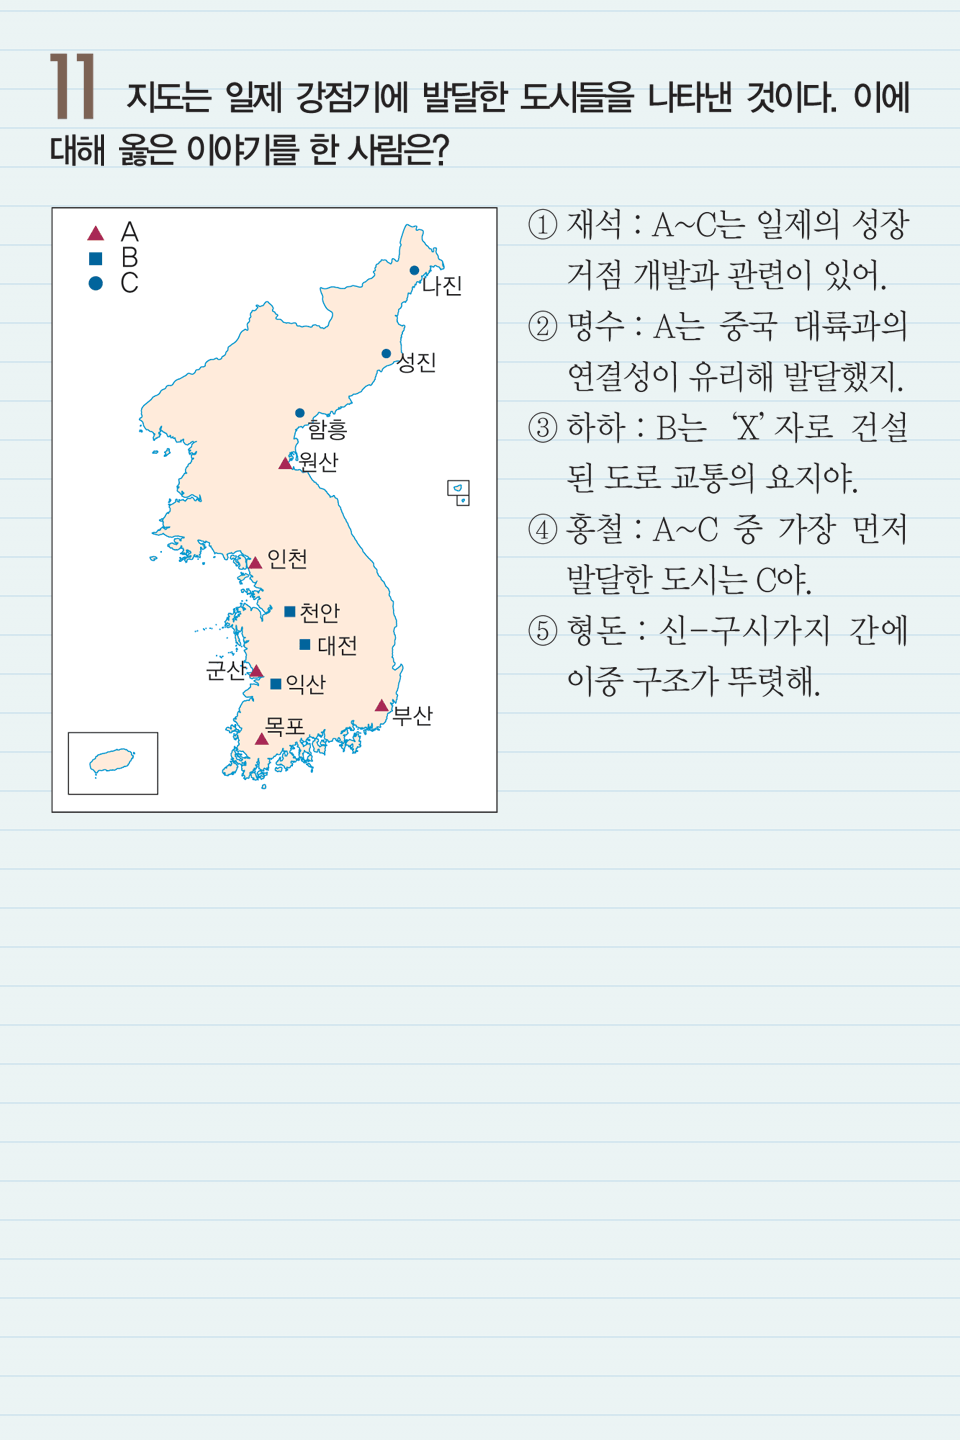 11 지도는 일제 강점기에 발달한 도시들을 나타낸 것이다. 이에
대해 옳은 이야기를 한 사람은?
A
B
C
나진
성진
함흥
원산
인천
천안
대전
군산
익산
목포
부산
① 재석 : A~C는 일제의 성장
거점 개발과 관련이 있어.
② 명수 : A는 중국 대륙과의
연결성이 유리해 발달했지.
③ 하하 : B는 ‘X’자로 건설
된 도로 교통의 요지야.
④ 홍철 : A~C 중 가장 먼저
발달한 도시는 C야.
⑤ 형돈 : 신-구시가지 간에
이중 구조가 뚜렷해.